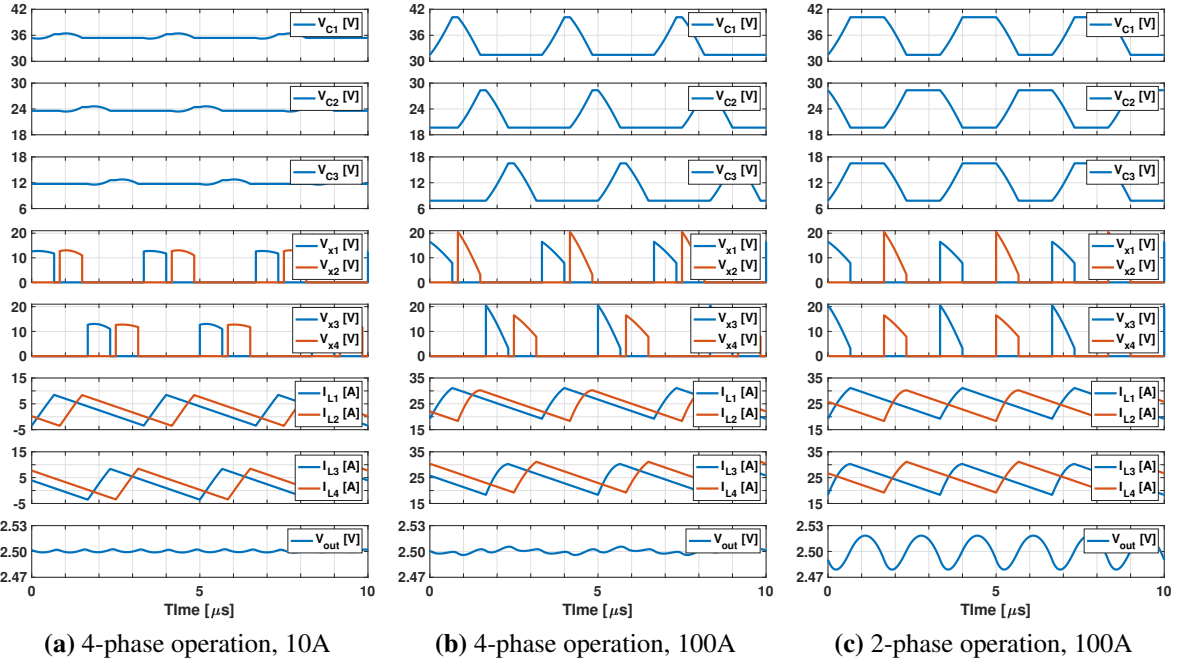 42
36
30
V_C1 [V]
30
24
18
V_C2 [V]
18
12
6
V_C3 [V]
20
10
0
V_x1 [V]
V_x2 [V]
20
10
0
V_x3 [V]
V_x4 [V]
15
5
-5
I_L1 [A]
I_L2 [A]
15
5
-5
I_L3 [A]
I_L4 [A]
2.53
2.50
2.47
V_out [V]
0 5 10
TIme [μs]
(a) 4-phase operation, 10A
42
36
30
V_C1 [V]
30
24
18
V_C2 [V]
18
12
6
V_C3 [V]
20
10
0
V_x1 [V]
V_x2 [V]
20
10
0
V_x3 [V]
V_x4 [V]
35
25
15
I_L1 [A]
I_L2 [A]
35
25
15
I_L3 [A]
I_L4 [A]
2.53
2.50
2.47
V_out [V]
0 5 10
TIme [μs]
(b) 4-phase operation, 100A
42
36
30
V_C1 [V]
30
24
18
V_C2 [V]
18
12
6
V_C3 [V]
20
10
0
V_x1 [V]
V_x2 [V]
20
10
0
V_x3 [V]
V_x4 [V]
35
25
15
I_L1 [A]
I_L2 [A]
35
25
15
I_L3 [A]
I_L4 [A]
2.53
2.50
2.47
V_out [V]
0 5 10
TIme [μs]
(c) 2-phase operation, 100A